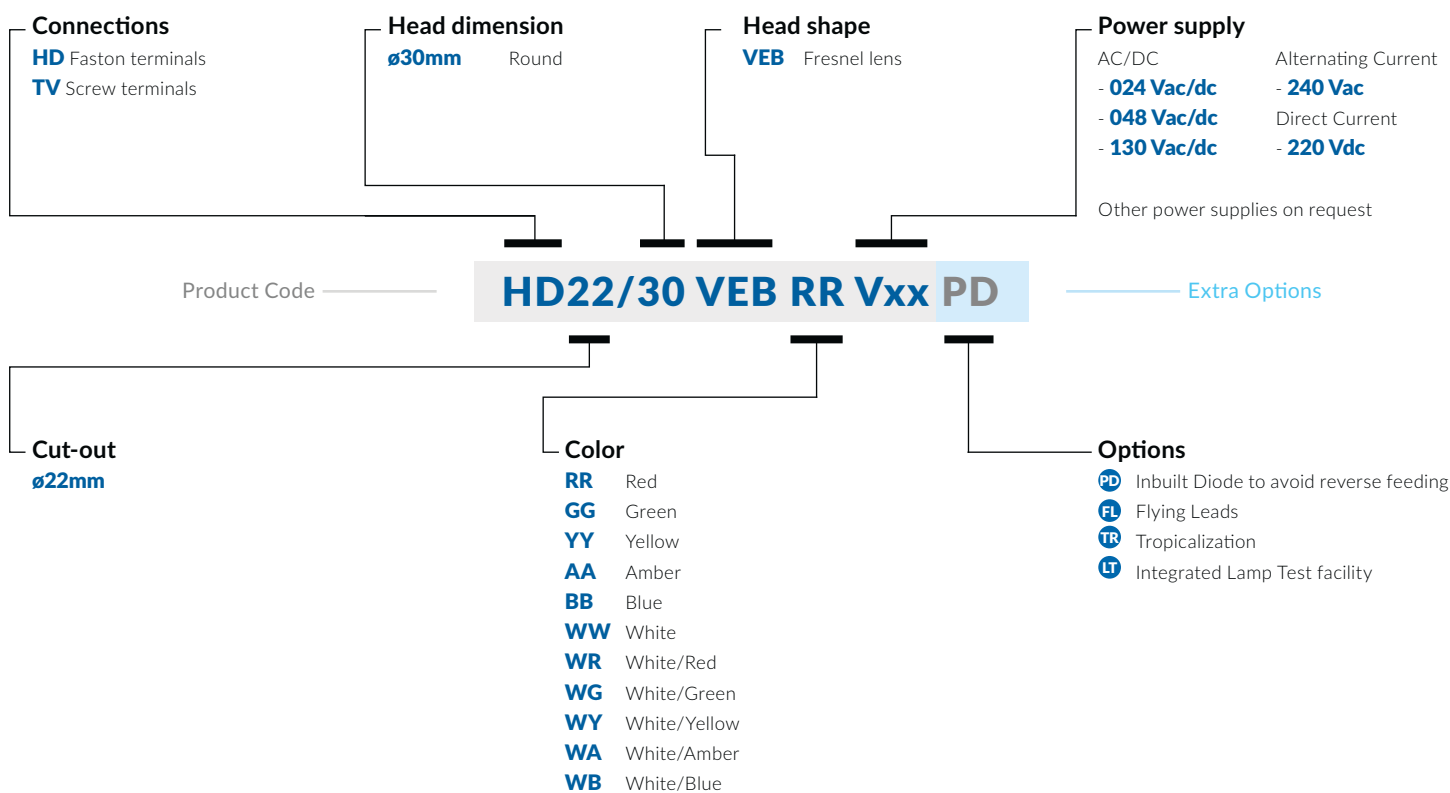 Connections
HD Faston terminals
TV Screw terminals
Head dimension
ø30mm Round
Head shape
VEB Fresnel lens
Power supply
AC/DC
- 024 Vac/dc
- 048 Vac/dc
- 130 Vac/dc
Alternating Current
- 240 Vac
Direct Current
- 220 Vdc
Other power supplies on request
Product Code
HD22/30 VEB RR Vxx PD
Extra Options
Cut-out
ø22mm
Color
RR Red
GG Green
YY Yellow
AA Amber
BB Blue
WW White
WR White/Red
WG White/Green
WY White/Yellow
WA White/Amber
WB White/Blue
Options
PD Inbuilt Diode to avoid reverse feeding
FL Flying Leads
TR Tropicalization
LT Integrated Lamp Test facility